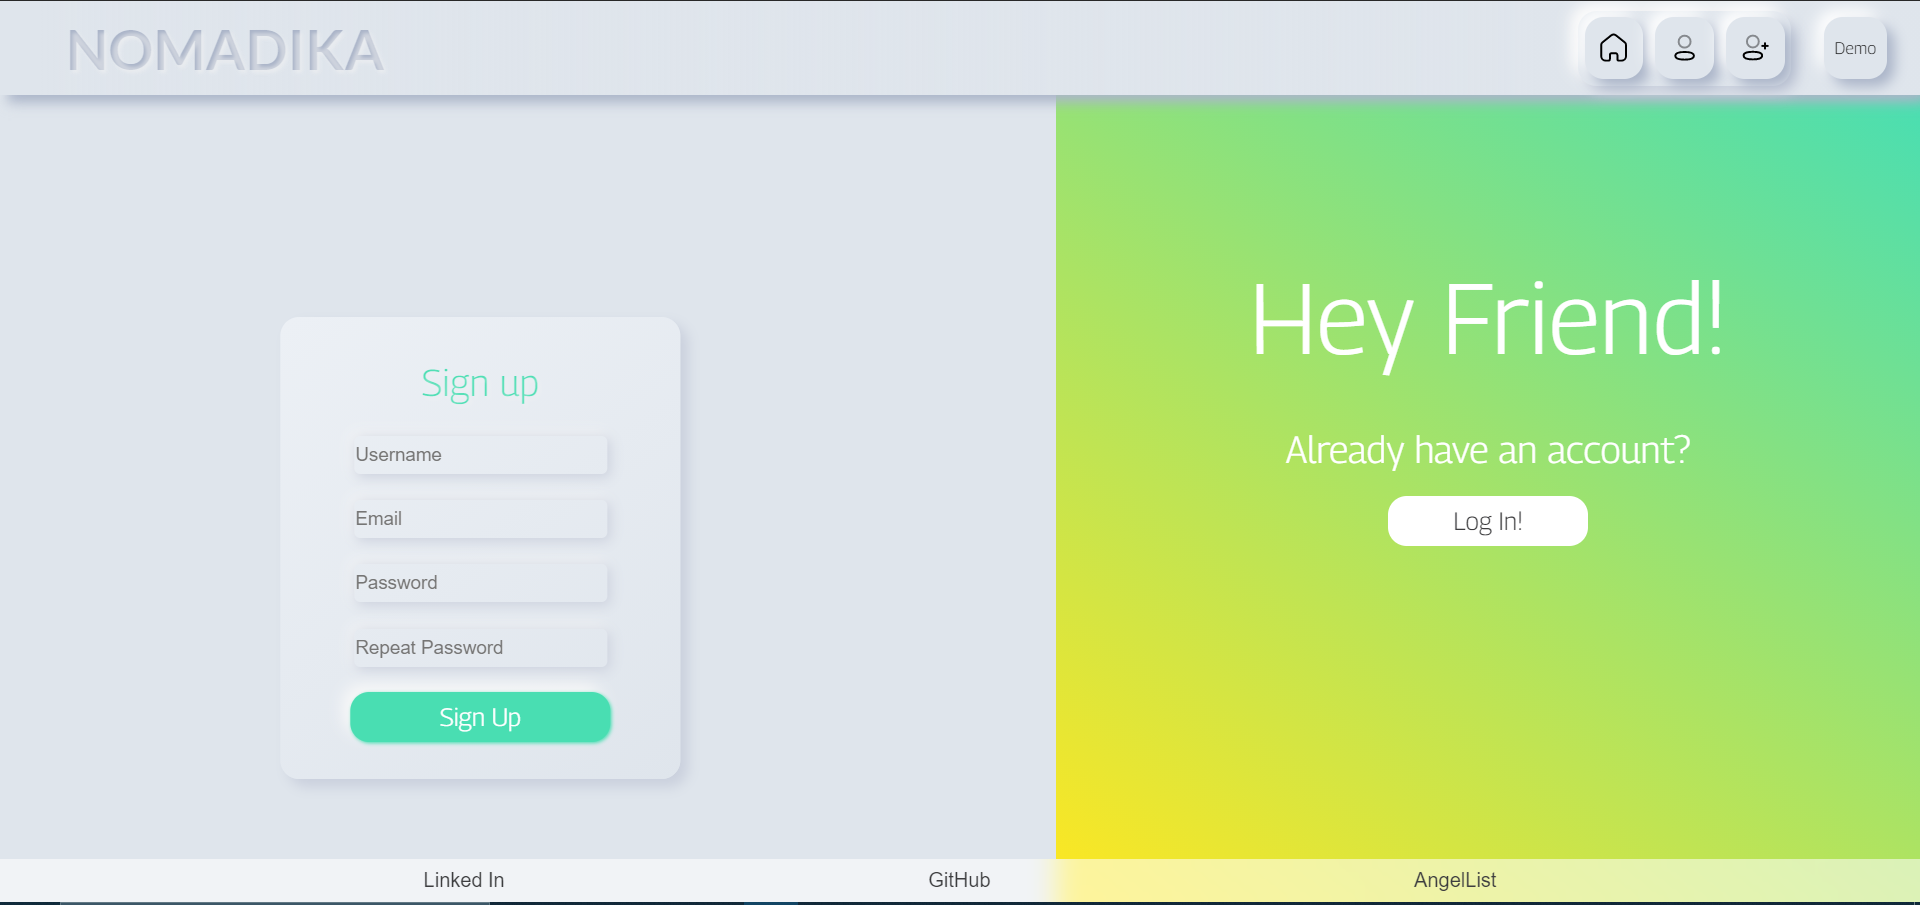 NOMADIKA
Demo
Sign up
Username
Email
Password
Repeat Password
Sign Up
Hey Friend!
Already have an account?
Log In!
Linked In
GitHub
AngelList